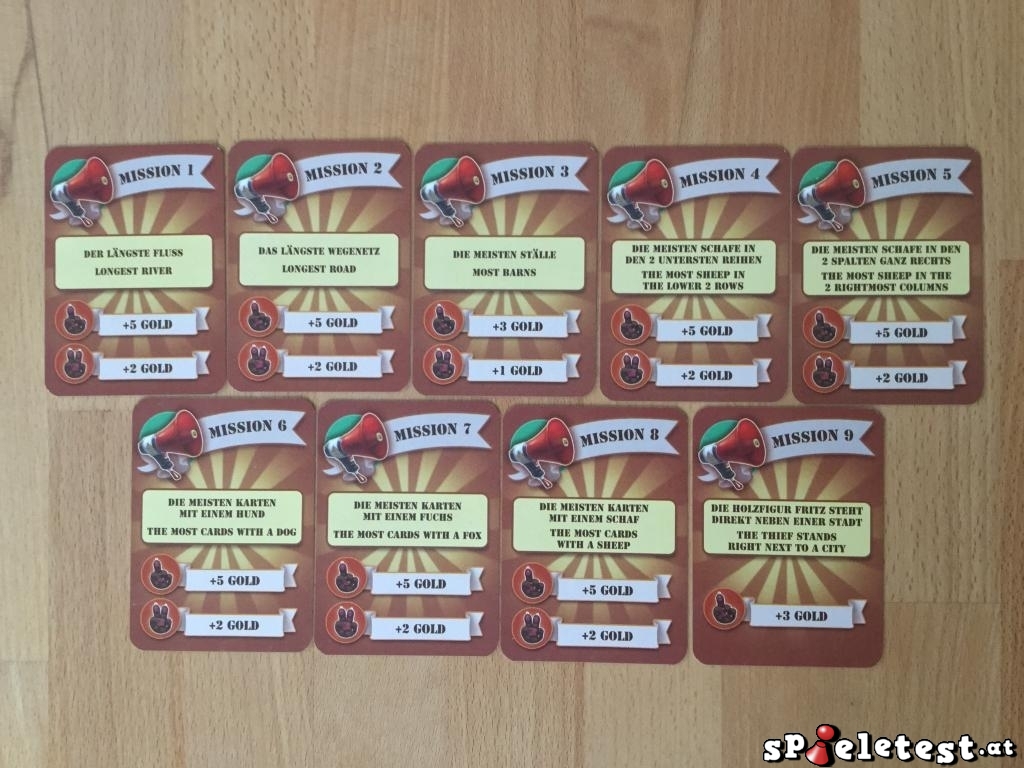 MISSION 1
DER LÄNGSTE FLUSS
LONGEST RIVER
+5 GOLD
+2 GOLD
MISSION 2
DAS LÄNGSTE WEGENETZ
LONGEST ROAD
+5 GOLD
+2 GOLD
MISSION 3
DIE MEISTEN STÄLLE
MOST BARNS
+3 GOLD
+1 GOLD
MISSION 4
DIE MEISTEN SCHAFE IN
DEN 2 UNTERSTEN REIHEN
THE MOST SHEEP IN
THE LOWER 2 ROWS
+5 GOLD
+2 GOLD
MISSION 5
DIE MEISTEN SCHAFE IN DEN
2 SPALTEN GANZ RECHTS
THE MOST SHEEP IN THE
2 RIGHTMOST COLUMNS
+5 GOLD
+2 GOLD
MISSION 6
DIE MEISTEN KARTEN
MIT EINEM HUND
THE MOST CARDS WITH A DOG
+5 GOLD
+2 GOLD
MISSION 7
DIE MEISTEN KARTEN
MIT EINEM FUCHS
THE MOST CARDS WITH A FOX
+5 GOLD
+2 GOLD
MISSION 8
DIE MEISTEN KARTEN
MIT EINEM SCHAF
THE MOST CARDS
WITH A SHEEP
+5 GOLD
+2 GOLD
MISSION 9
DIE HOLZFIGUR FRITZ STEHT
DIREKT NEBEN EINER STADT
THE THIEF STANDS
RIGHT NEXT TO A CITY
+3 GOLD
spieletest.at